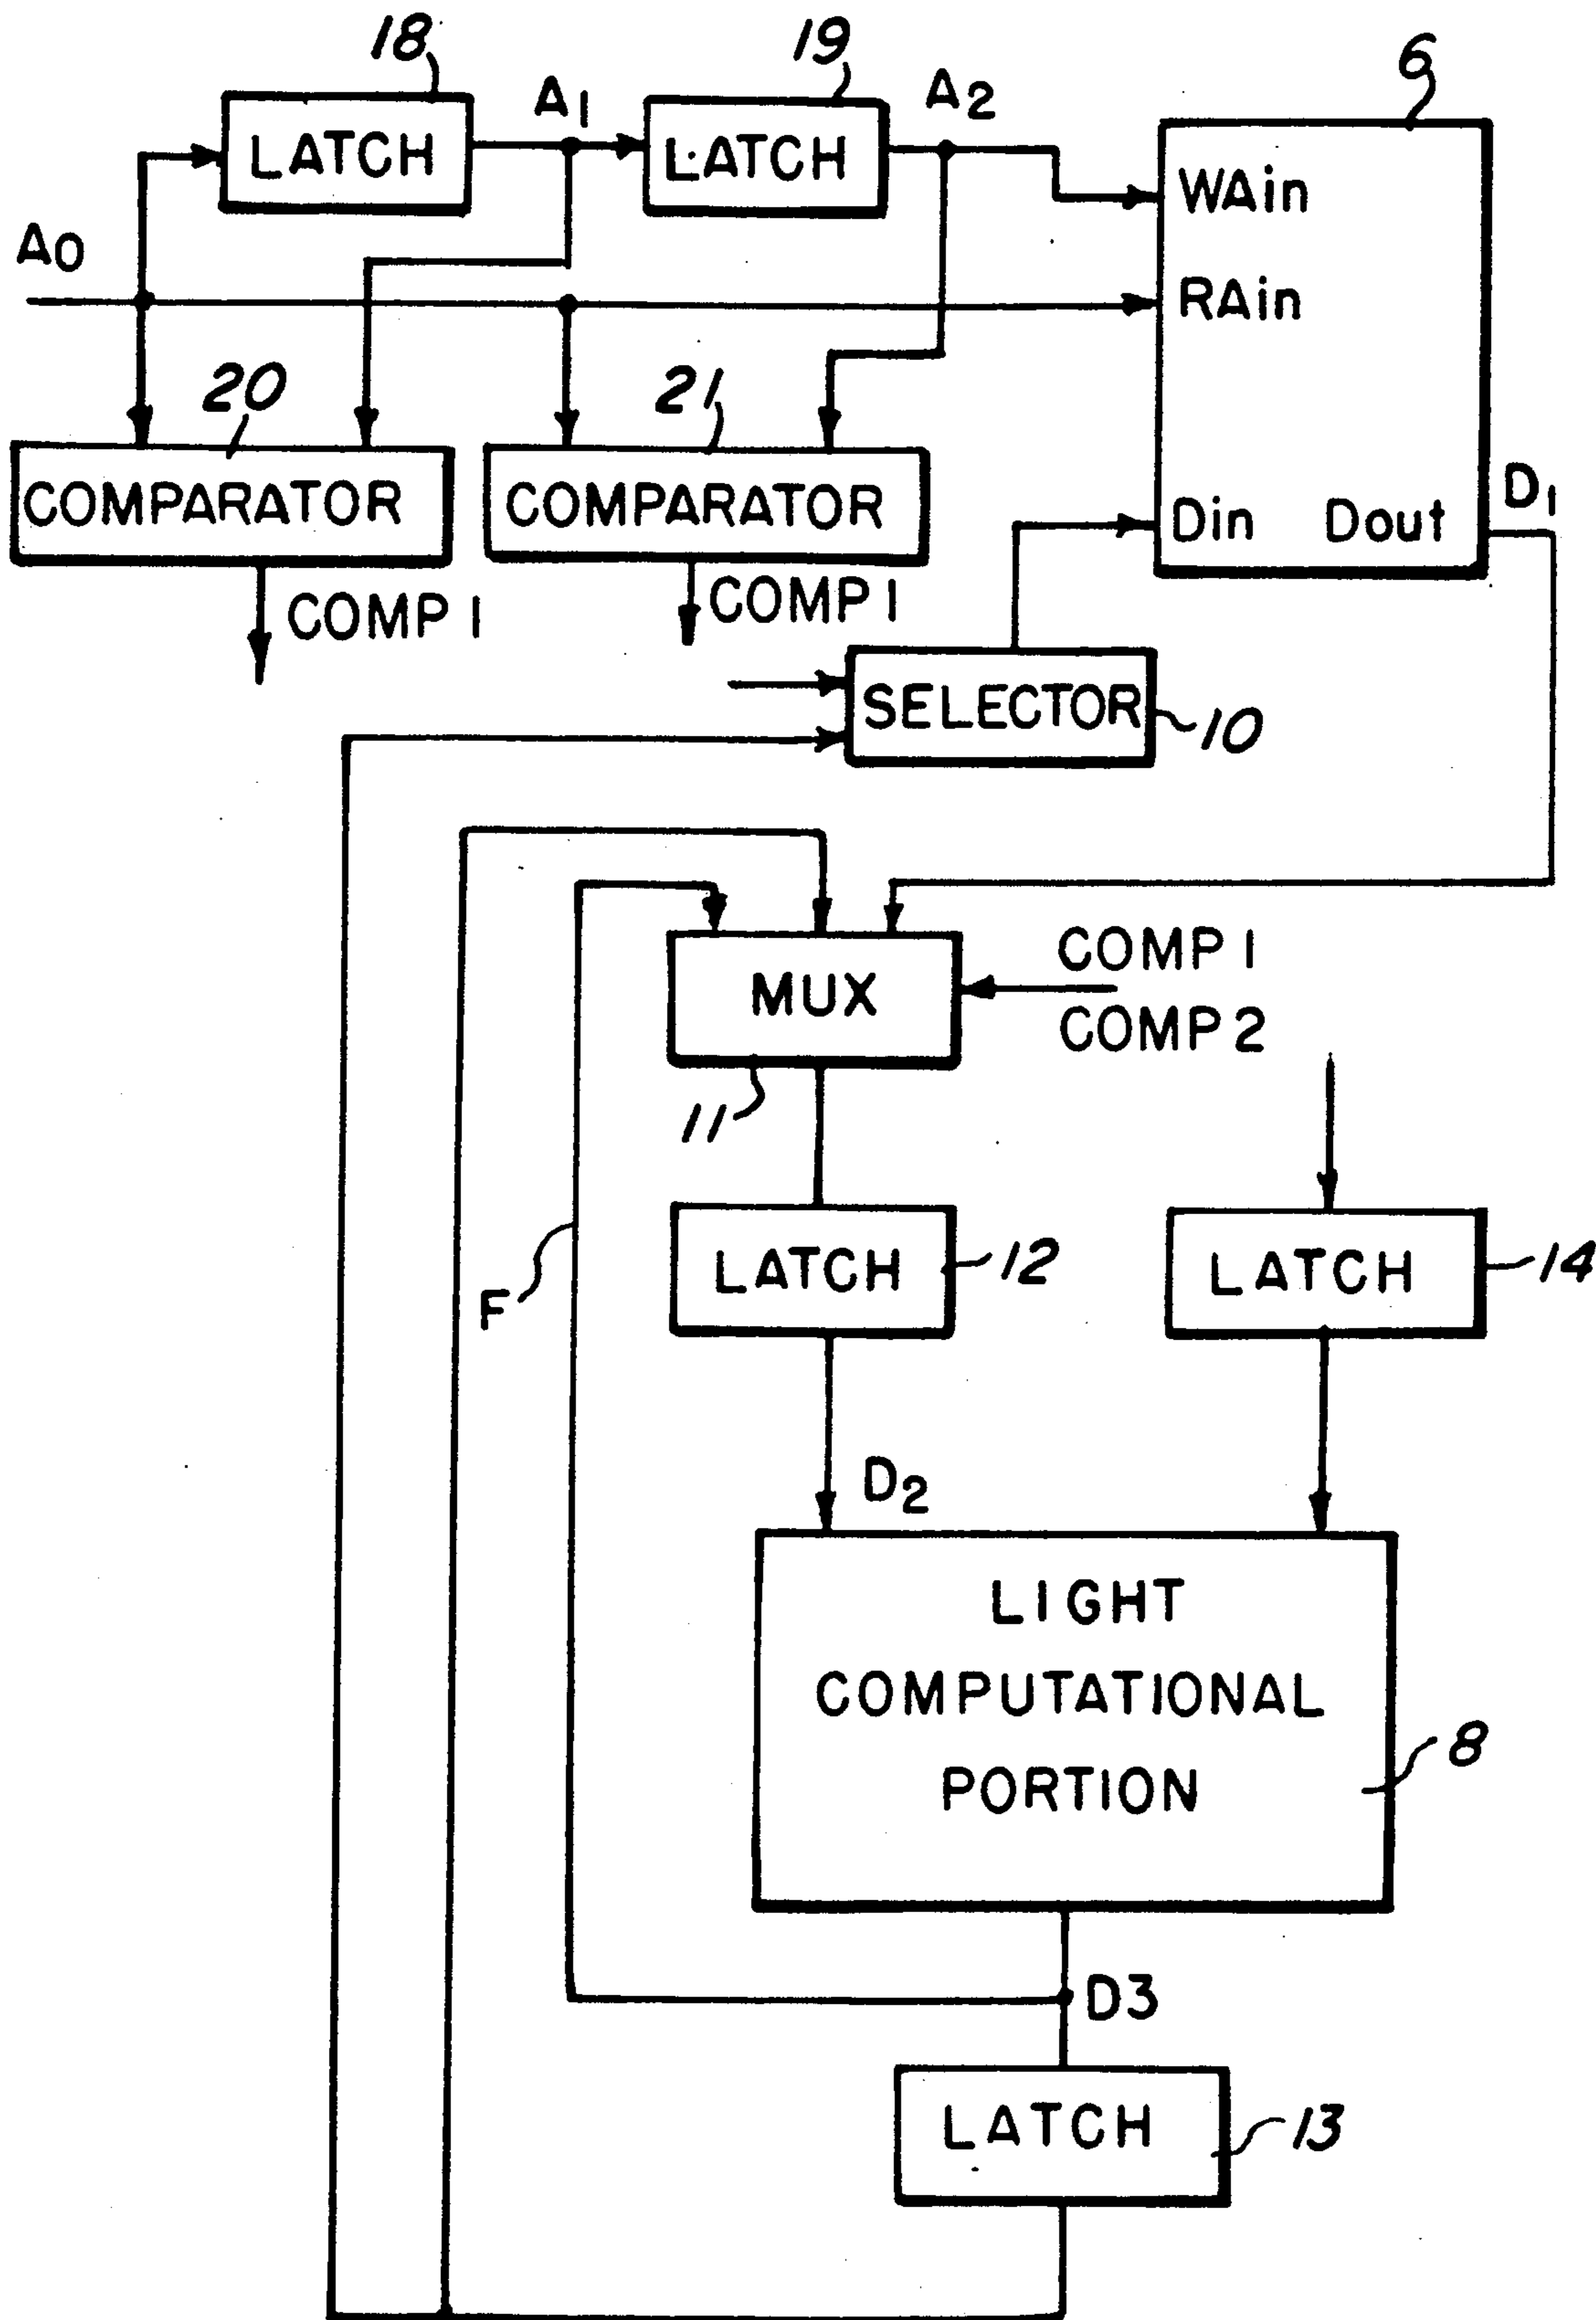 18
19
6
A1
A2
LATCH
LATCH
WAin
A0
RAin
20
21
COMPARATOR
COMPARATOR
Din Dout
D1
COMP 1
COMP 1
SELECTOR
10
COMP 1
MUX
COMP 2
11
LATCH
12
LATCH
14
F
D2
LIGHT
COMPUTATIONAL
PORTION
8
D3
LATCH
13